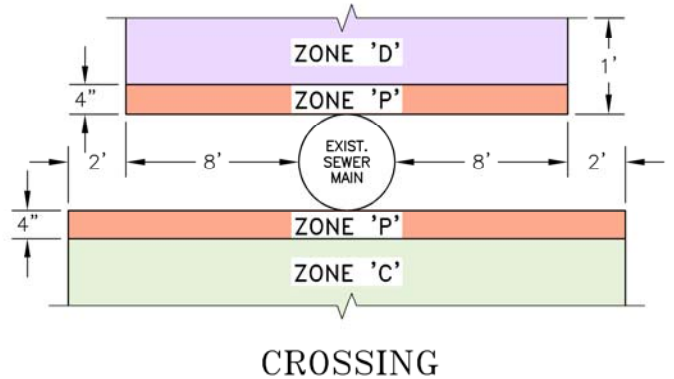 ZONE 'D'
1'
4"
ZONE 'P'
EXIST.
SEWER
MAIN
2'
8'
8'
2'
4"
ZONE 'P'
ZONE 'C'
CROSSING